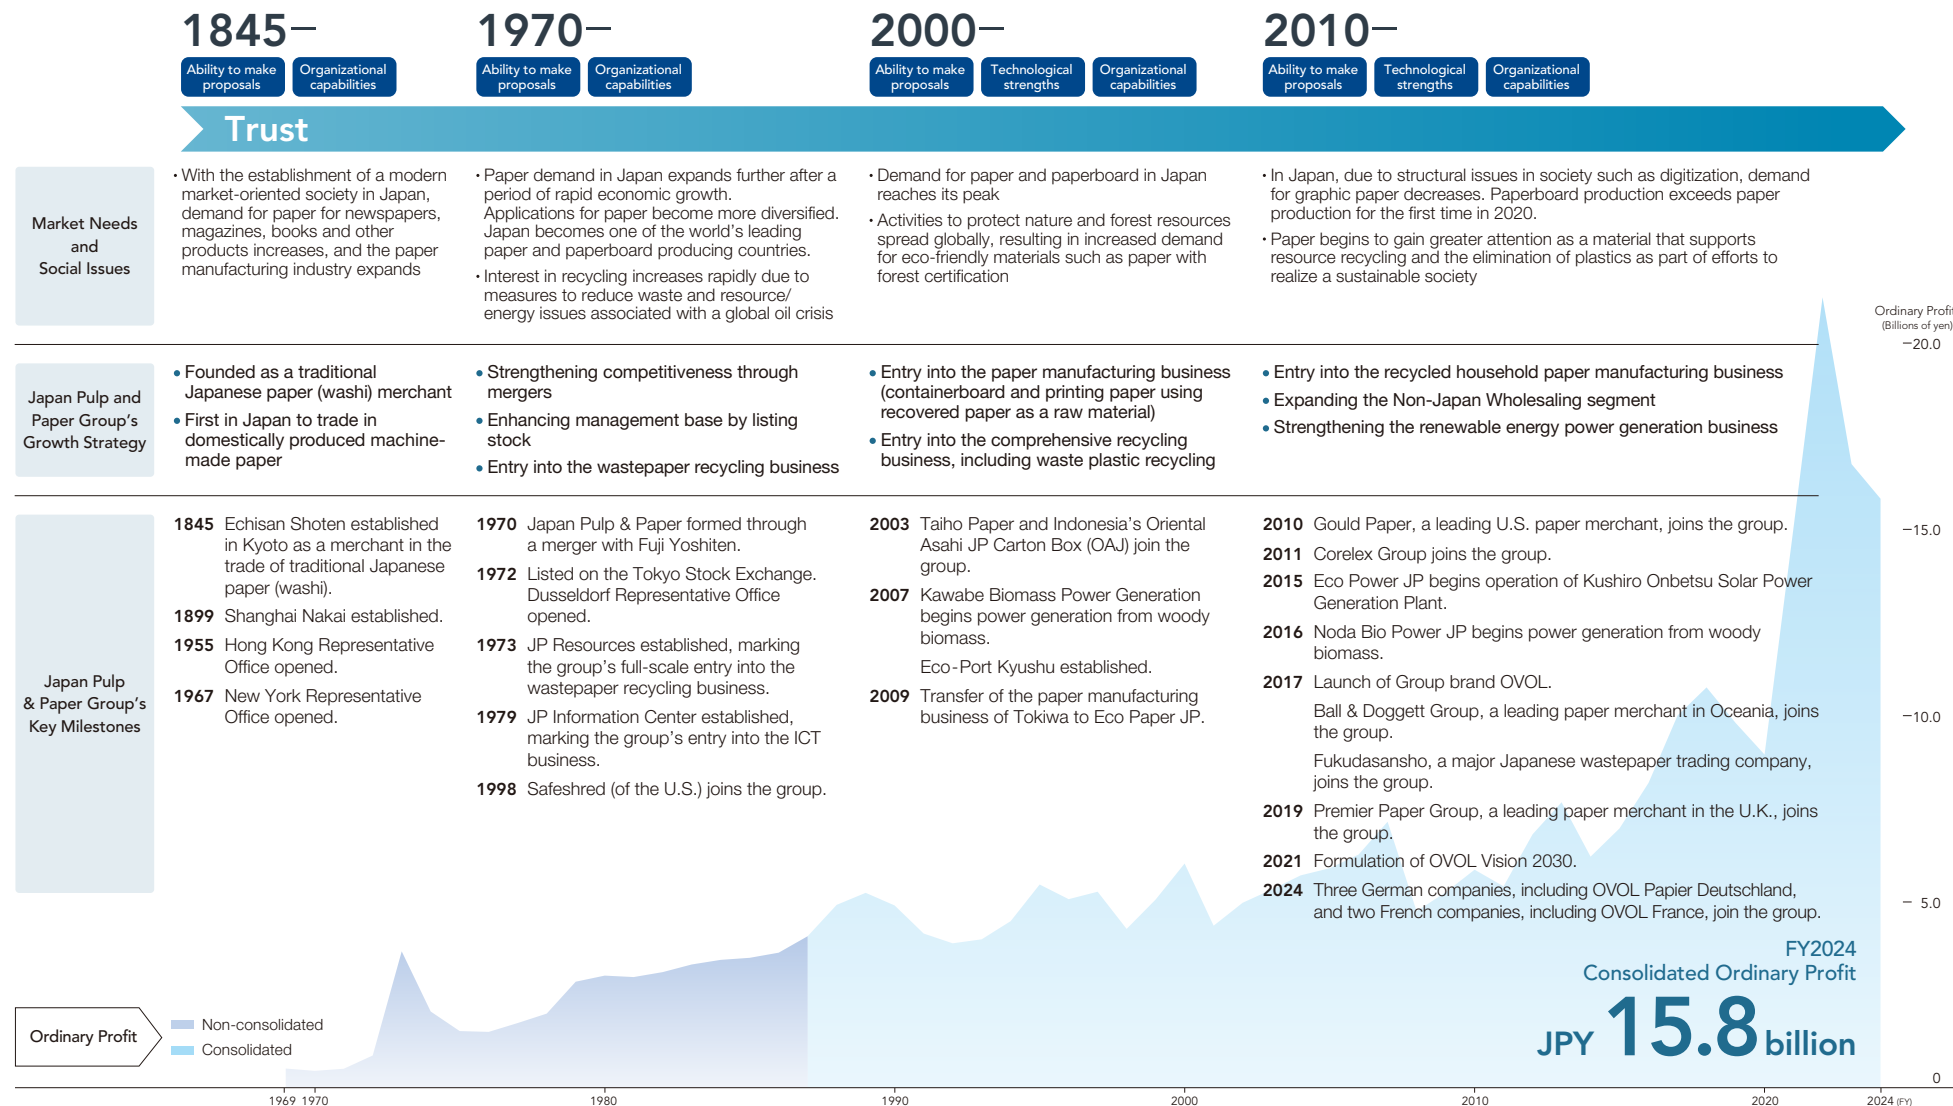 1845–
Ability to make
proposals
Organizational
capabilities
1970–
Ability to make
proposals
Organizational
capabilities
2000–
Ability to make
proposals
Technological
strengths
Organizational
capabilities
2010–
Ability to make
proposals
Technological
strengths
Organizational
capabilities
Trust
Market Needs
and
Social Issues
・With the establishment of a modern
market-oriented society in Japan,
demand for paper for newspapers,
magazines, books and other
products increases, and the paper
manufacturing industry expands
・Paper demand in Japan expands further after a
period of rapid economic growth.
Applications for paper become more diversified.
Japan becomes one of the world's leading
paper and paperboard producing countries.
・Interest in recycling increases rapidly due to
measures to reduce waste and resource/
energy issues associated with a global oil crisis
・Demand for paper and paperboard in Japan
reaches its peak
・Activities to protect nature and forest resources
spread globally, resulting in increased demand
for eco-friendly materials such as paper with
forest certification
・In Japan, due to structural issues in society such as digitization, demand
for graphic paper decreases. Paperboard production exceeds paper
production for the first time in 2020.
・Paper begins to gain greater attention as a material that supports
resource recycling and the elimination of plastics as part of efforts to
realize a sustainable society
Japan Pulp and
Paper Group's
Growth Strategy
• Founded as a traditional
Japanese paper (washi) merchant
• First in Japan to trade in
domestically produced machine-
made paper
• Strengthening competitiveness through
mergers
• Enhancing management base by listing
stock
• Entry into the wastepaper recycling business
• Entry into the paper manufacturing business
(containerboard and printing paper using
recovered paper as a raw material)
• Entry into the comprehensive recycling
business, including waste plastic recycling
• Entry into the recycled household paper manufacturing business
• Expanding the Non-Japan Wholesaling segment
• Strengthening the renewable energy power generation business
Japan Pulp
& Paper Group's
Key Milestones
1845 Echisan Shoten established
in Kyoto as a merchant in the
trade of traditional Japanese
paper (washi).
1899 Shanghai Nakai established.
1955 Hong Kong Representative
Office opened.
1967 New York Representative
Office opened.
1970 Japan Pulp & Paper formed through
a merger with Fuji Yoshiten.
1972 Listed on the Tokyo Stock Exchange.
Dusseldorf Representative Office
opened.
1973 JP Resources established, marking
the group's full-scale entry into the
wastepaper recycling business.
1979 JP Information Center established,
marking the group's entry into the ICT
business.
1998 Safeshred (of the U.S.) joins the group.
2003 Taiho Paper and Indonesia's Oriental
Asahi JP Carton Box (OAJ) join the
group.
2007 Kawabe Biomass Power Generation
begins power generation from woody
biomass.
Eco-Port Kyushu established.
2009 Transfer of the paper manufacturing
business of Tokiwa to Eco Paper JP.
2010 Gould Paper, a leading U.S. paper merchant, joins the group.
2011 Corelex Group joins the group.
2015 Eco Power JP begins operation of Kushiro Onbetsu Solar Power
Generation Plant.
2016 Noda Bio Power JP begins power generation from woody
biomass.
2017 Launch of Group brand OVOL.
Ball & Doggett Group, a leading paper merchant in Oceania, joins
the group.
Fukudasansho, a major Japanese wastepaper trading company,
joins the group.
2019 Premier Paper Group, a leading paper merchant in the U.K., joins
the group.
2021 Formulation of OVOL Vision 2030.
2024 Three German companies, including OVOL Papier Deutschland,
and two French companies, including OVOL France, join the group.
Ordinary Profit
(Billions of yen)
20.0
15.0
10.0
5.0
0
FY2024
Consolidated Ordinary Profit
JPY 15.8 billion
Ordinary Profit
Non-consolidated
Consolidated
1969 1970 1980 1990 2000 2010 2020 2024 (FY)